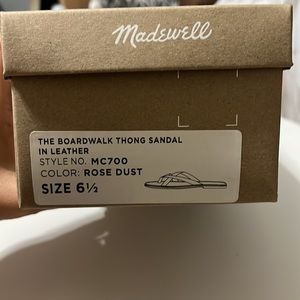 Madewell
THE BOARDWALK THONG SANDAL
IN LEATHER
STYLE NO. MC700
COLOR: ROSE DUST
SIZE 6½